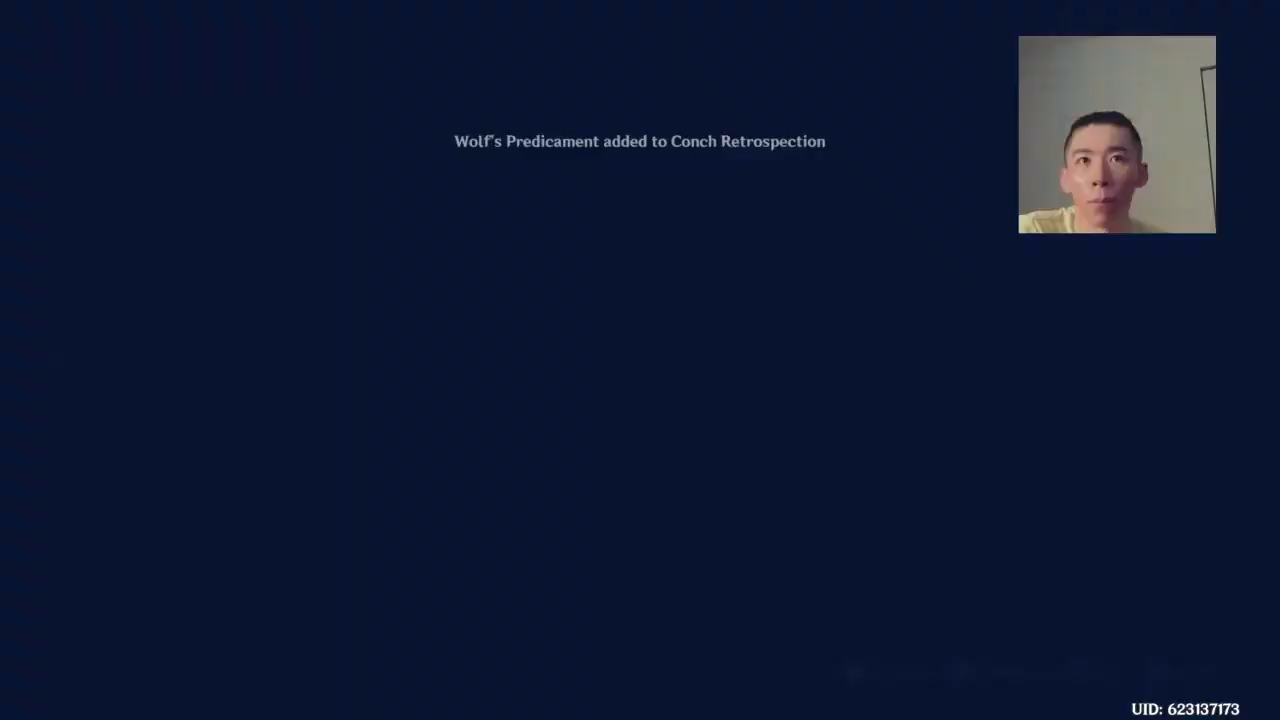 Wolf's Predicament added to Conch Retrospection
UID: 623137173